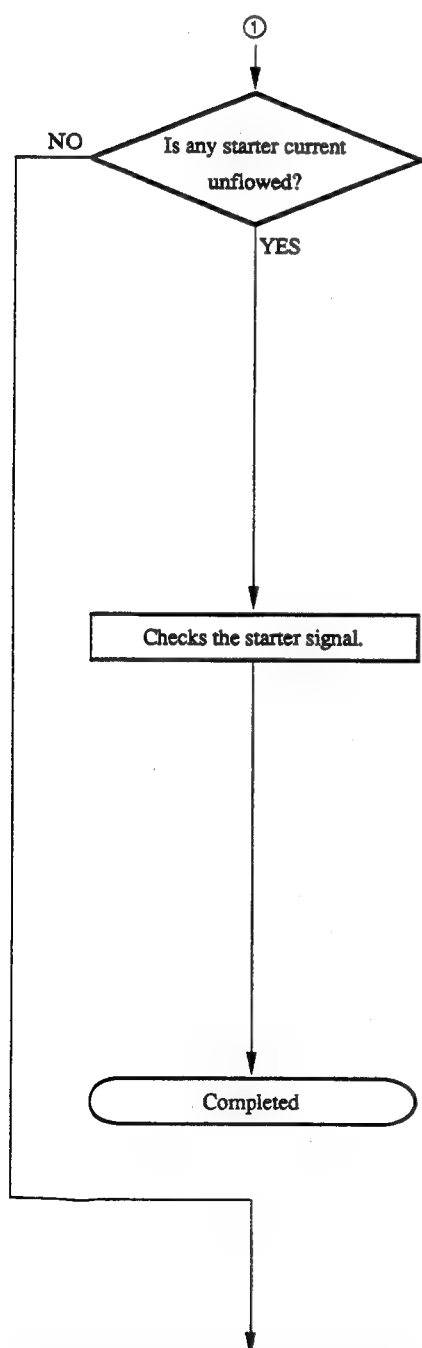 ①
Is any starter current
unflowed?
NO
YES
Checks the starter signal.
Completed